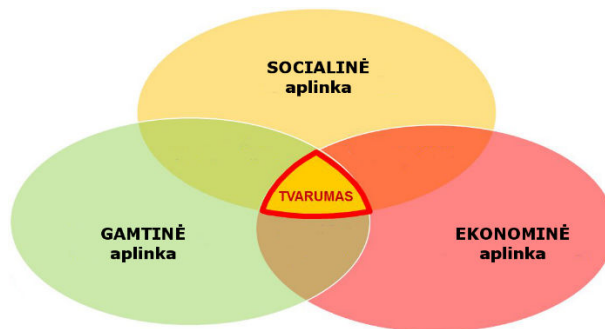 SOCIALINĖ
aplinka
TVARUMAS
GAMTINĖ
aplinka
EKONOMINĖ
aplinka